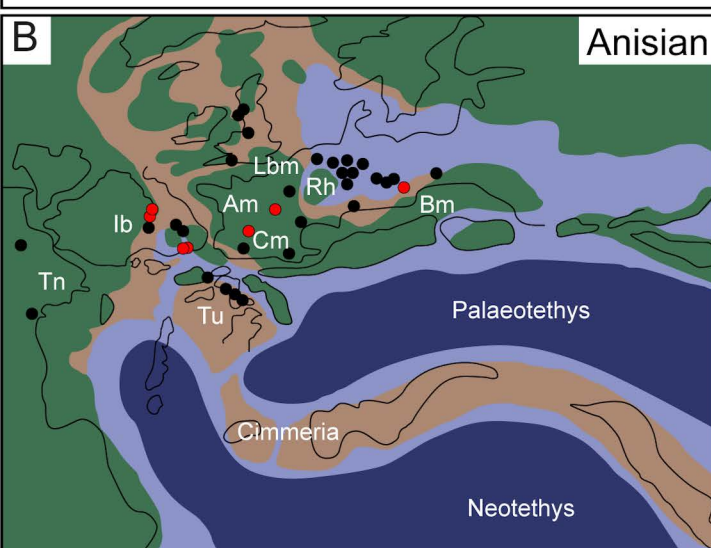 B
Anisian
Lbm
Rh
Am
Bm
Ib
Cm
Tn
Tu
Palaeotethys
Cimmeria
Neotethys